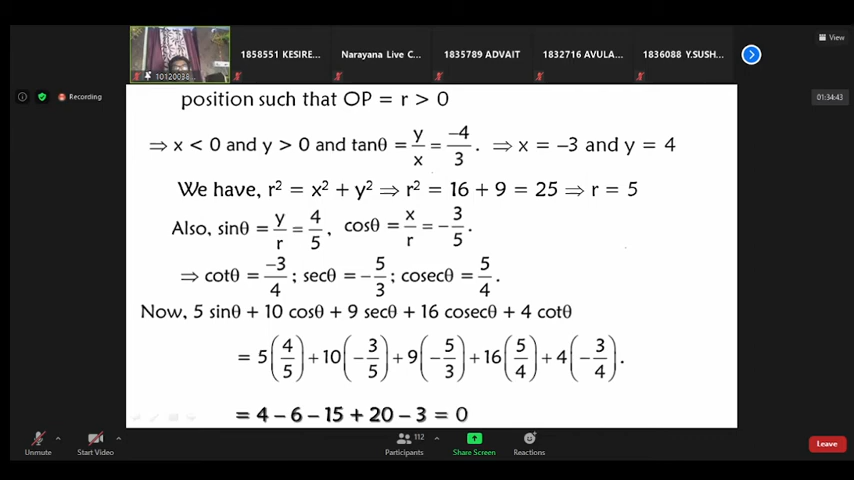 View
1858551 KESIRE...
Narayana Live C...
1835789 ADVAIT
1832716 AVULA...
1836088 Y.SUSH...
10120038
Recording
01:34:43
position such that OP = r > 0
⇒ x < 0 and y > 0 and tanθ = y/x = −4/3. ⇒ x = −3 and y = 4
We have, r² = x² + y² ⇒ r² = 16 + 9 = 25 ⇒ r = 5
Also, sinθ = y/r = 4/5, cosθ = x/r = −3/5.
⇒ cotθ = −3/4; secθ = −5/3; cosecθ = 5/4.
Now, 5 sinθ + 10 cosθ + 9 secθ + 16 cosecθ + 4 cotθ
= 5(4/5) + 10(−3/5) + 9(−5/3) + 16(5/4) + 4(−3/4).
= 4 − 6 − 15 + 20 − 3 = 0
Unmute
Start Video
112
Participants
Share Screen
Reactions
Leave